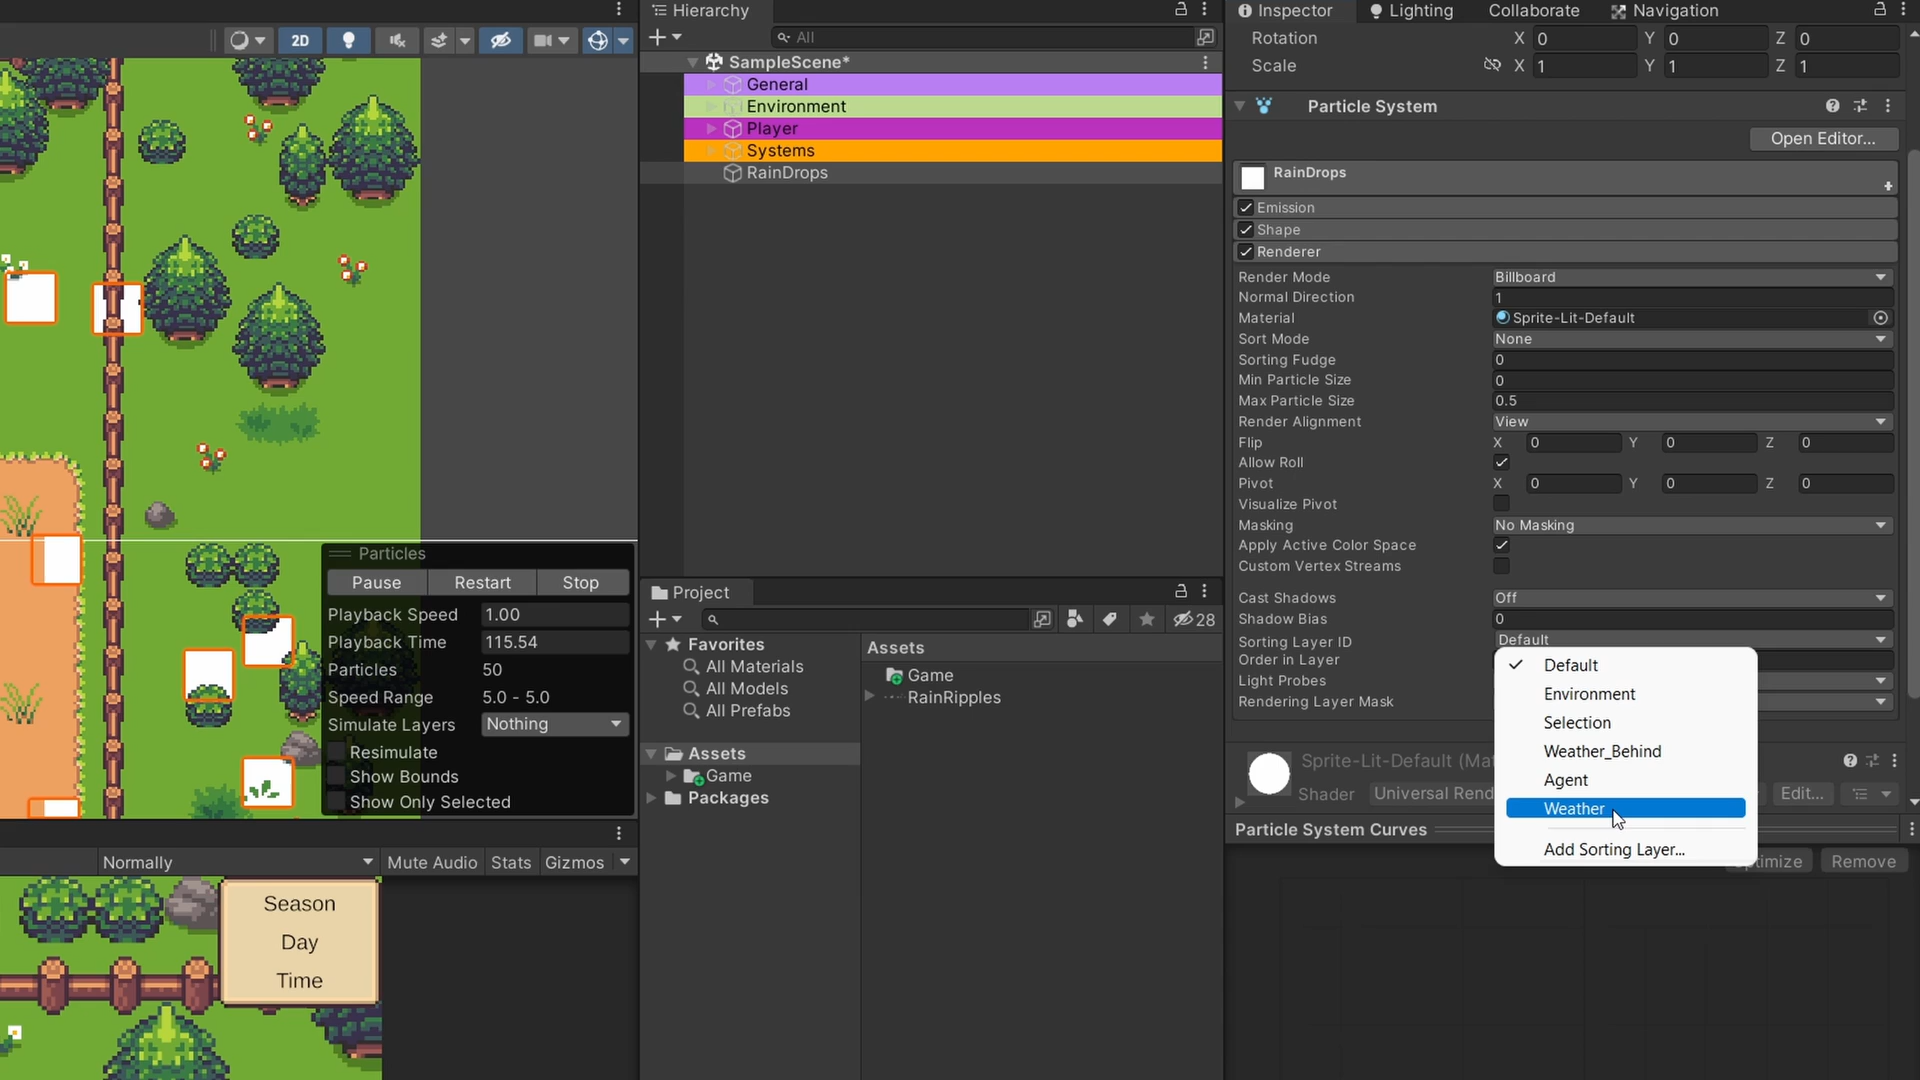 Hierarchy
Inspector
Lighting
Collaborate
Navigation
2D
All
Rotation X 0 Y 0 Z 0
Scale X 1 Y 1 Z 1
SampleScene*
General
Environment
Player
Systems
RainDrops
Particle System
Open Editor...
RainDrops
Emission
Shape
Renderer
Render Mode Billboard
Normal Direction 1
Material Sprite-Lit-Default
Sort Mode None
Sorting Fudge 0
Min Particle Size 0
Max Particle Size 0.5
Render Alignment View
Flip X 0 Y 0 Z 0
Allow Roll
Pivot X 0 Y 0 Z 0
Visualize Pivot
Masking No Masking
Apply Active Color Space
Custom Vertex Streams
Cast Shadows Off
Shadow Bias 0
Sorting Layer ID Default
Order in Layer
Light Probes
Rendering Layer Mask
Default
Environment
Selection
Weather_Behind
Agent
Weather
Add Sorting Layer...
Sprite-Lit-Default (Ma
Shader Universal Rend
Edit...
Particle System Curves
Remove
Particles
Pause Restart Stop
Playback Speed 1.00
Playback Time 115.54
Particles 50
Speed Range 5.0 - 5.0
Simulate Layers Nothing
Resimulate
Show Bounds
Show Only Selected
Project
28
Favorites
All Materials
All Models
All Prefabs
Assets
Game
Packages
Assets
Game
RainRipples
Normally
Mute Audio
Stats
Gizmos
Season
Day
Time